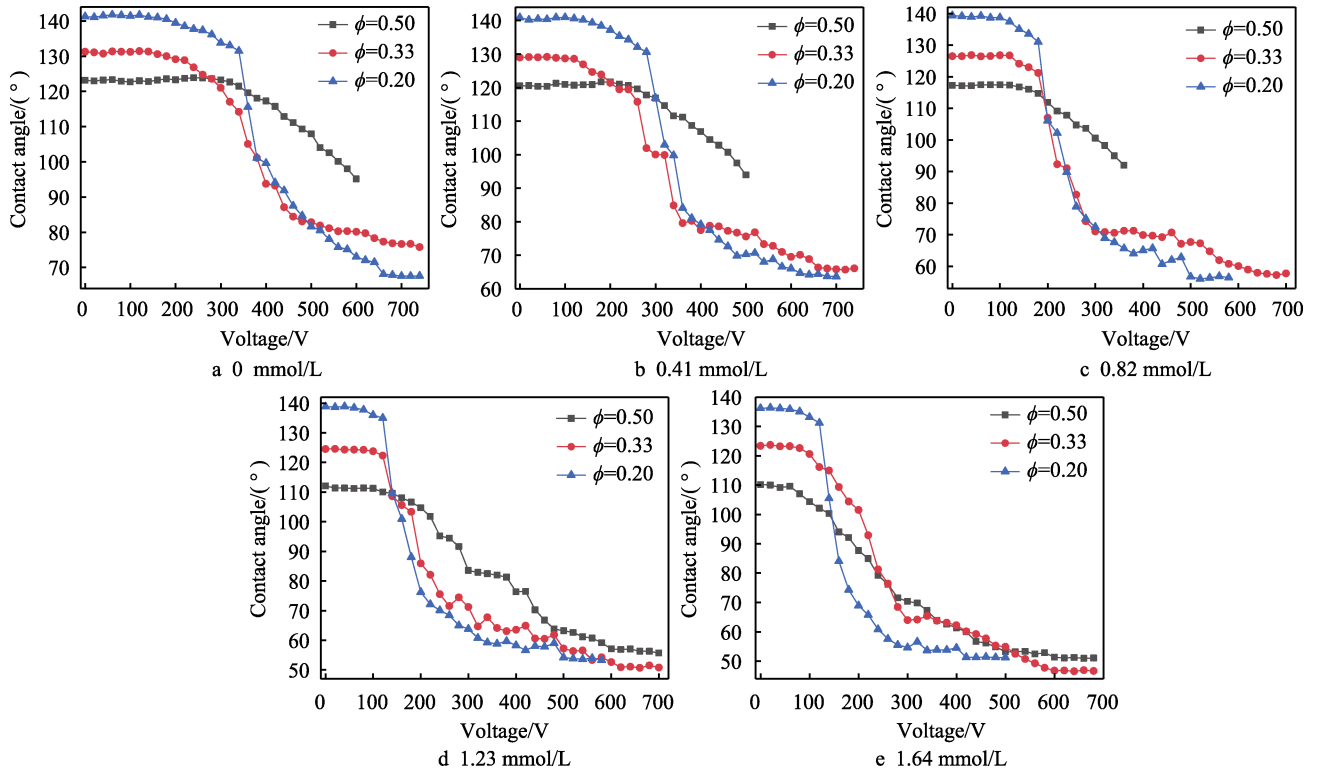 Contact angle/( ° )
140
130
120
110
100
90
80
70
0 100 200 300 400 500 600 700
Voltage/V
ϕ=0.50
ϕ=0.33
ϕ=0.20
a 0 mmol/L
Contact angle/( ° )
140
130
120
110
100
90
80
70
60
0 100 200 300 400 500 600 700
Voltage/V
ϕ=0.50
ϕ=0.33
ϕ=0.20
b 0.41 mmol/L
Contact angle/( ° )
140
130
120
110
100
90
80
70
60
0 100 200 300 400 500 600 700
Voltage/V
ϕ=0.50
ϕ=0.33
ϕ=0.20
c 0.82 mmol/L
Contact angle/( ° )
140
130
120
110
100
90
80
70
60
50
0 100 200 300 400 500 600 700
Voltage/V
ϕ=0.50
ϕ=0.33
ϕ=0.20
d 1.23 mmol/L
Contact angle/( ° )
140
130
120
110
100
90
80
70
60
50
0 100 200 300 400 500 600 700
Voltage/V
ϕ=0.50
ϕ=0.33
ϕ=0.20
e 1.64 mmol/L